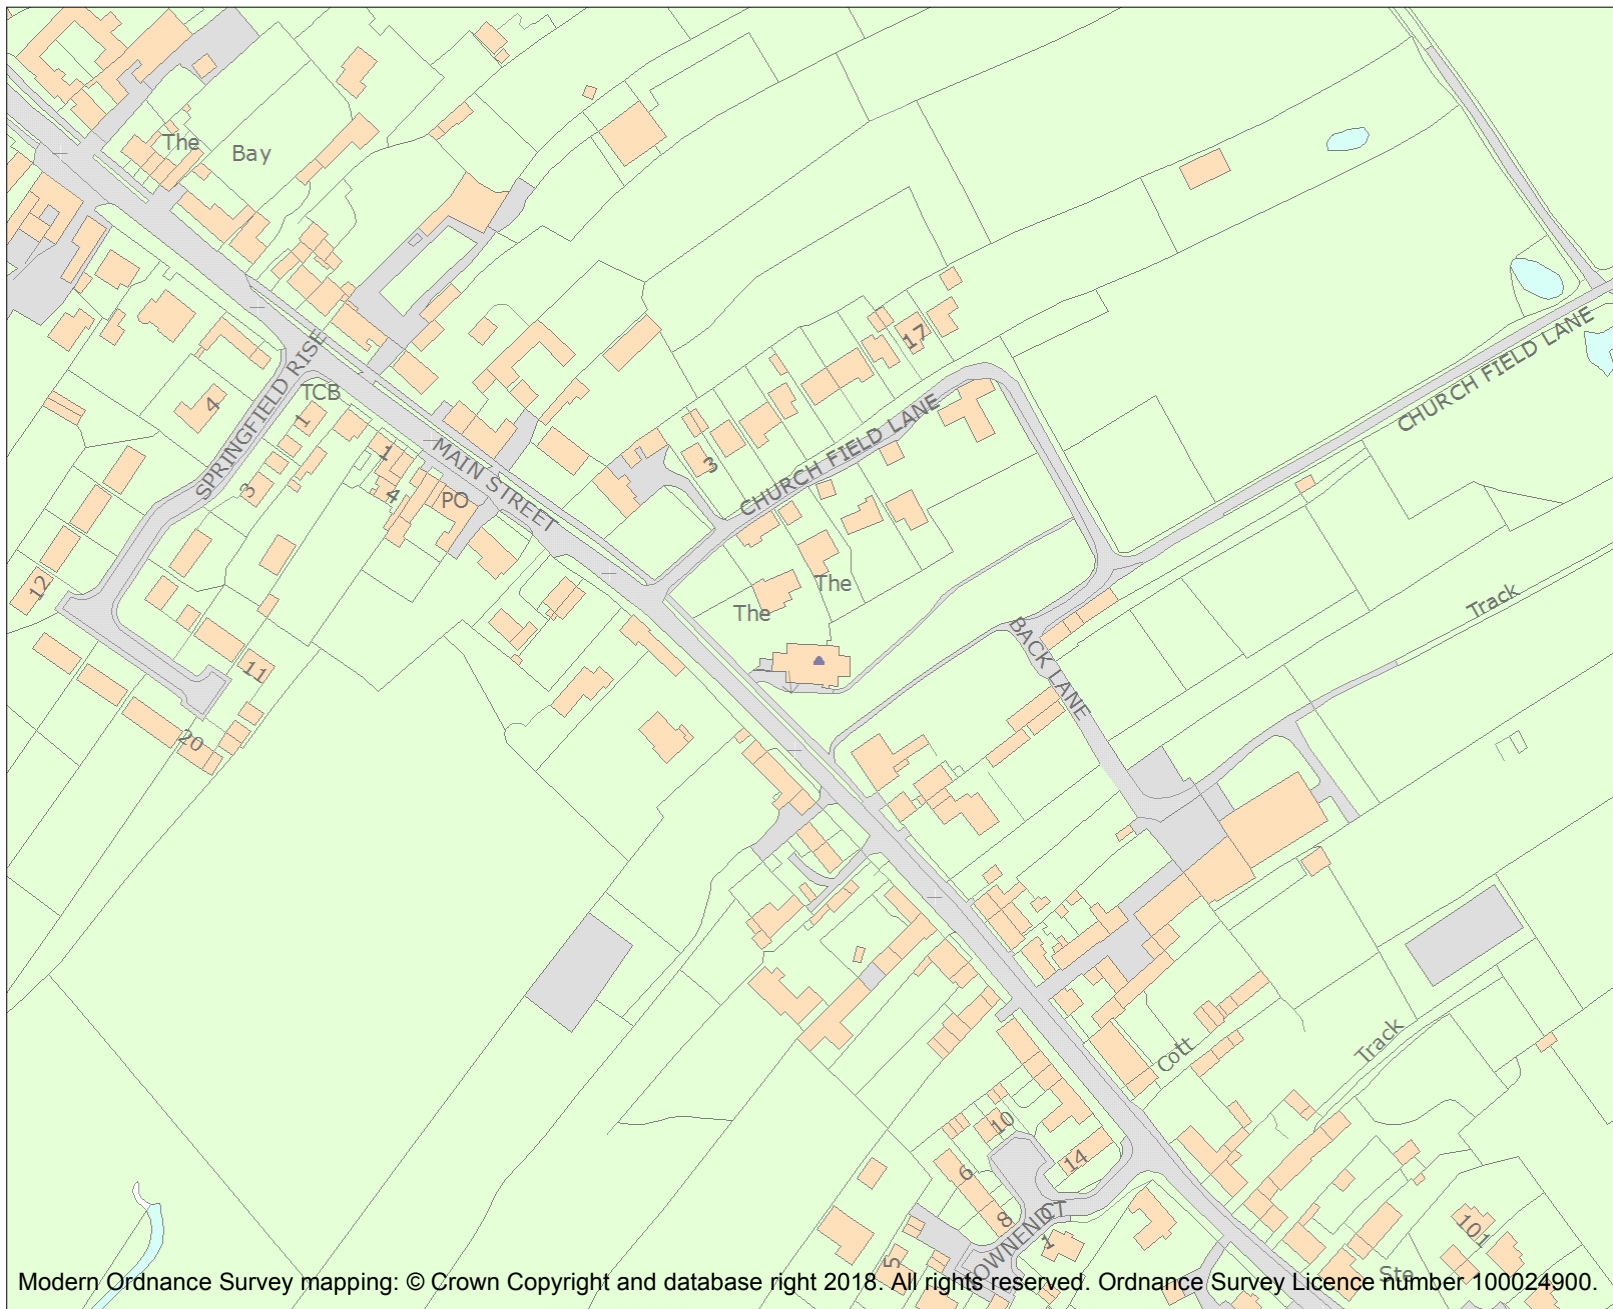 The
Bay
SPRINGFIELD RISE
TCB
4
1
3
1
4
PO
MAIN STREET
12
11
20
17
3
CHURCH FIELD LANE
CHURCH FIELD LANE
The
The
BACK LANE
Track
Track
Cott
10
14
6
8
1
5
101
Ste
Modern Ordnance Survey mapping: © Crown Copyright and database right 2018. All rights reserved. Ordnance Survey Licence number 100024900.